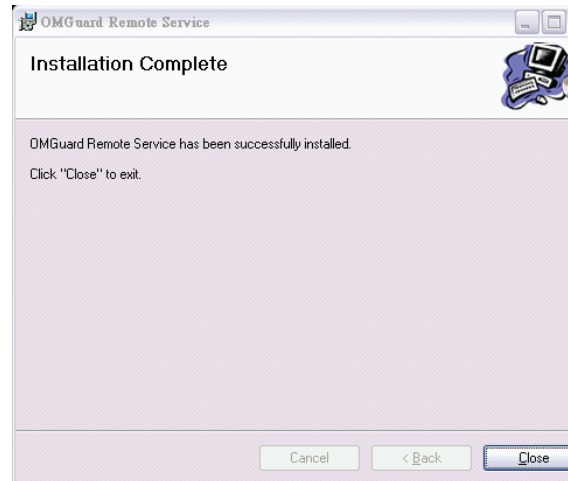 OMGuard Remote Service
Installation Complete
OMGuard Remote Service has been successfully installed.
Click "Close" to exit.
Cancel
< Back
Close